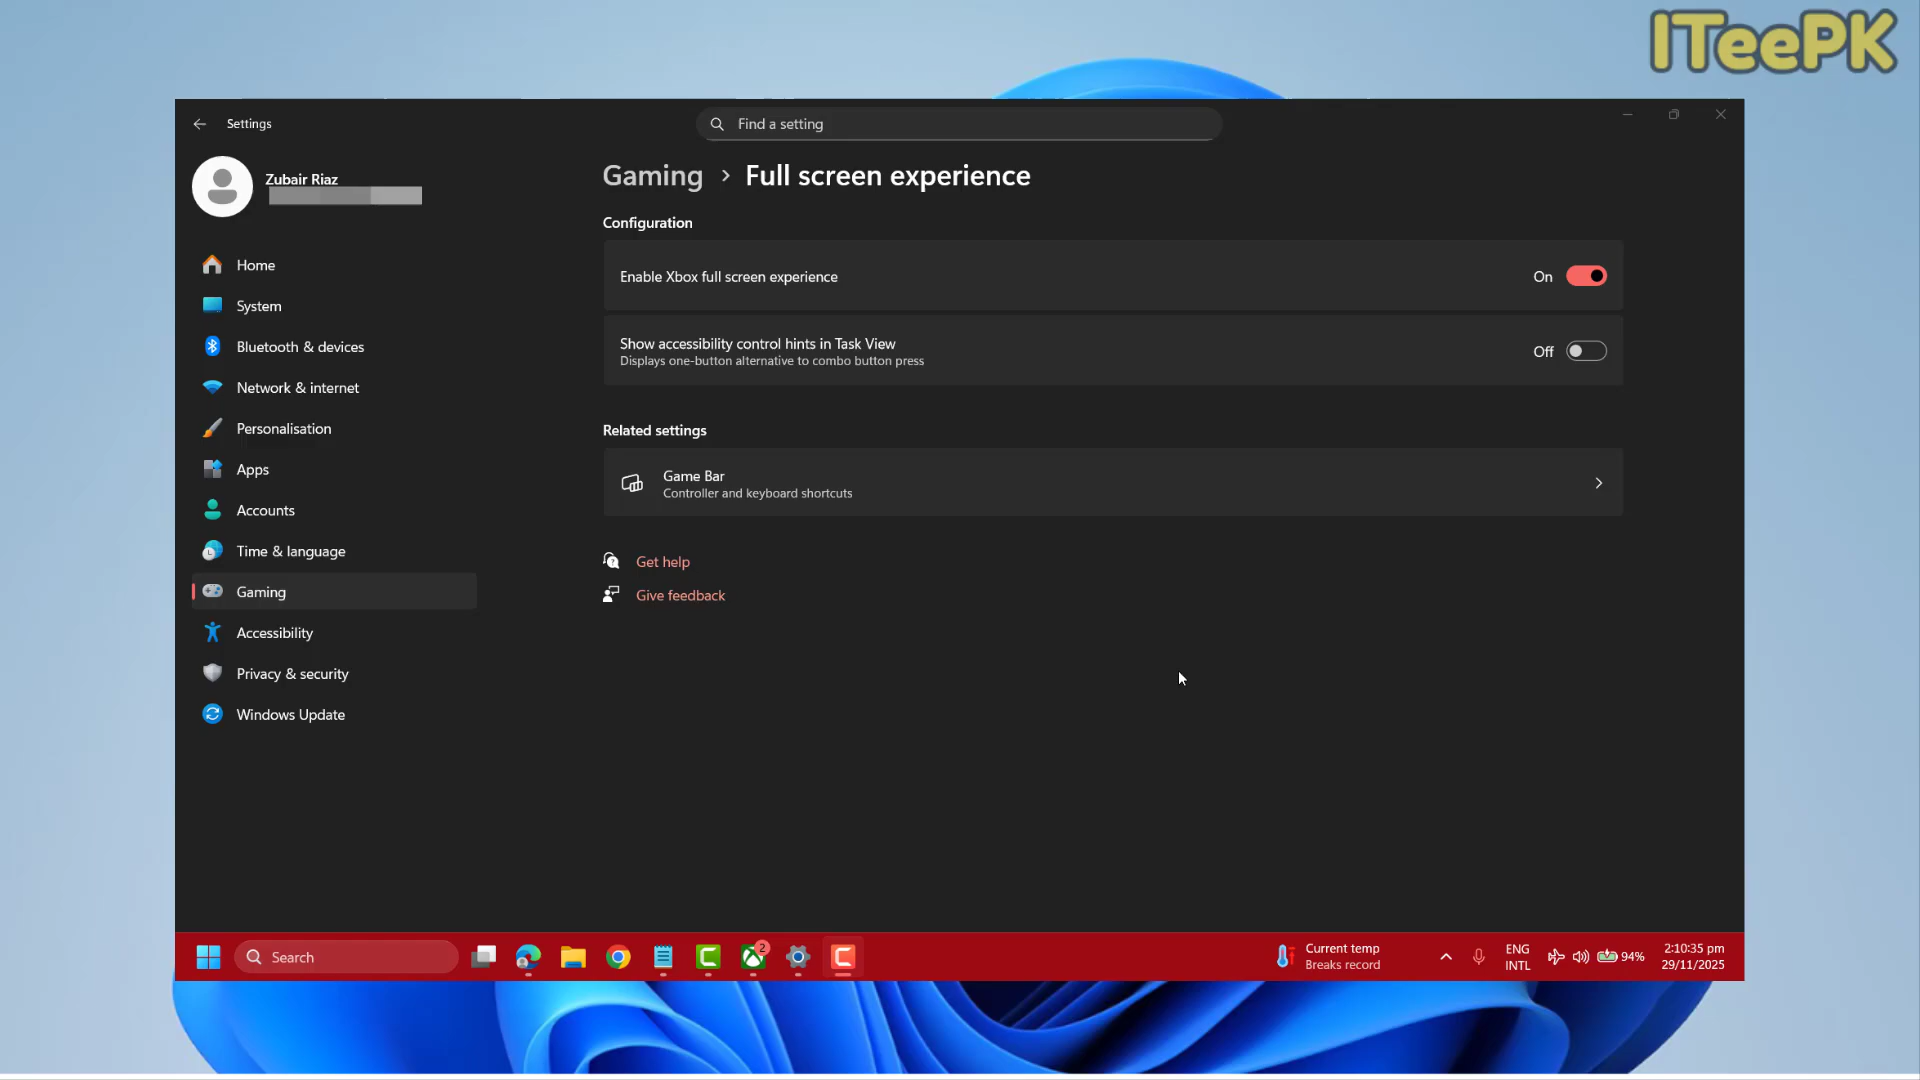 ITeePK
Settings
Find a setting
Zubair Riaz
Gaming > Full screen experience
Configuration
Enable Xbox full screen experience
On
Show accessibility control hints in Task View
Displays one-button alternative to combo button press
Off
Related settings
Game Bar
Controller and keyboard shortcuts
Get help
Give feedback
Home
System
Bluetooth & devices
Network & internet
Personalisation
Apps
Accounts
Time & language
Gaming
Accessibility
Privacy & security
Windows Update
Search
2
Current temp
Breaks record
ENG
INTL
94%
2:10:35 pm
29/11/2025